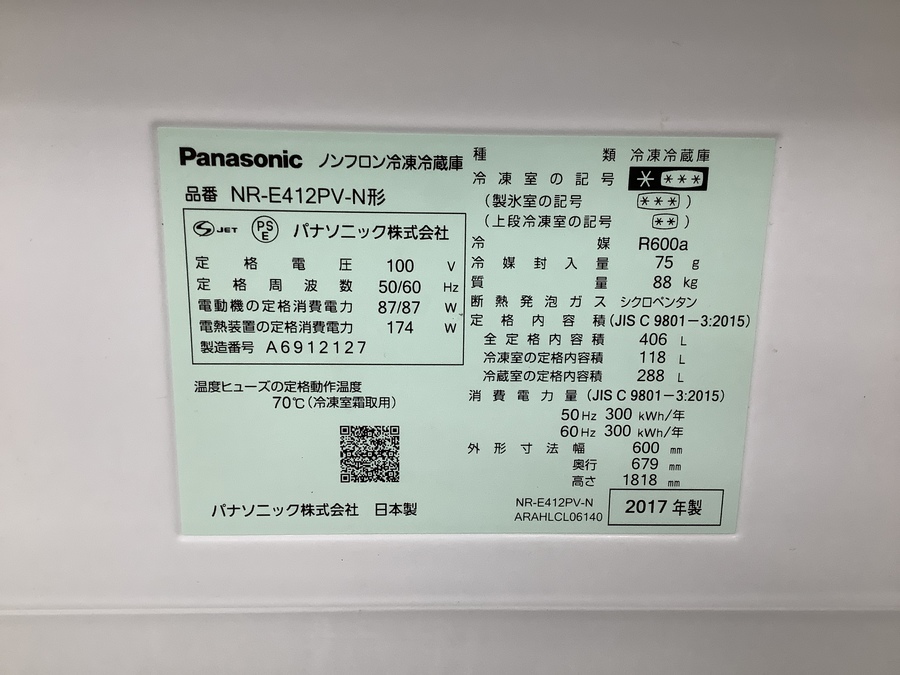 Panasonic ノンフロン冷凍冷蔵庫
品番 NR-E412PV-N形
S JET PS E パナソニック株式会社
定格電圧 100 V
定格周波数 50/60 Hz
電動機の定格消費電力 87/87 W
電熱装置の定格消費電力 174 W
製造番号 A6912127
温度ヒューズの定格動作温度
70℃(冷凍室霜取用)
パナソニック株式会社 日本製
種類 冷凍冷蔵庫
冷凍室の記号 * ***
(製氷室の記号 *** )
(上段冷凍室の記号 ** )
冷媒 R600a
冷媒封入量 75 g
質量 88 kg
断熱発泡ガス シクロペンタン
定格内容積 (JIS C 9801-3:2015)
全定格内容積 406 L
冷凍室の定格内容積 118 L
冷蔵室の定格内容積 288 L
消費電力量 (JIS C 9801-3:2015)
50Hz 300 kWh/年
60Hz 300 kWh/年
外形寸法 幅 600 mm
奥行 679 mm
高さ 1818 mm
NR-E412PV-N
ARAHLCL06140
2017年製